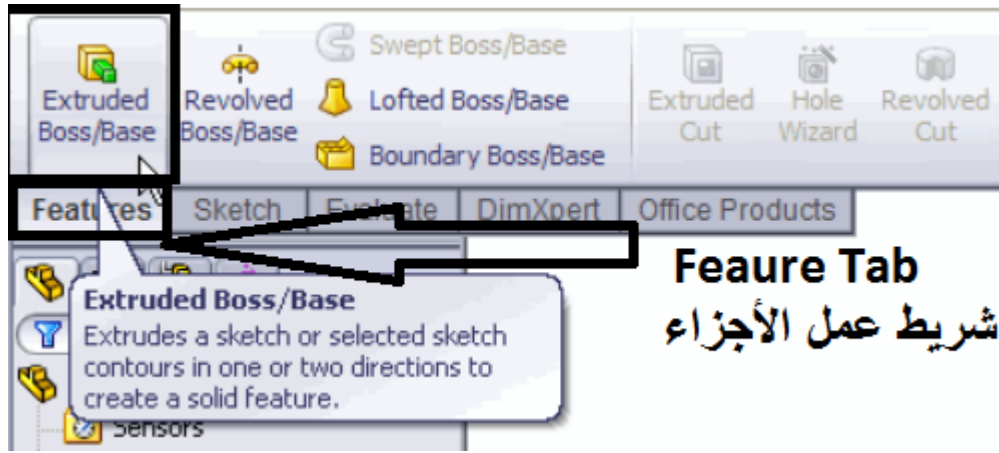 Extruded Boss/Base
Revolved Boss/Base
Swept Boss/Base
Lofted Boss/Base
Boundary Boss/Base
Extruded Cut
Hole Wizard
Revolved Cut
Features
Sketch
Evaluate
DimXpert
Office Products
Feaure Tab
شريط عمل الأجزاء
Extruded Boss/Base
Extrudes a sketch or selected sketch
contours in one or two directions to
create a solid feature.
Sensors